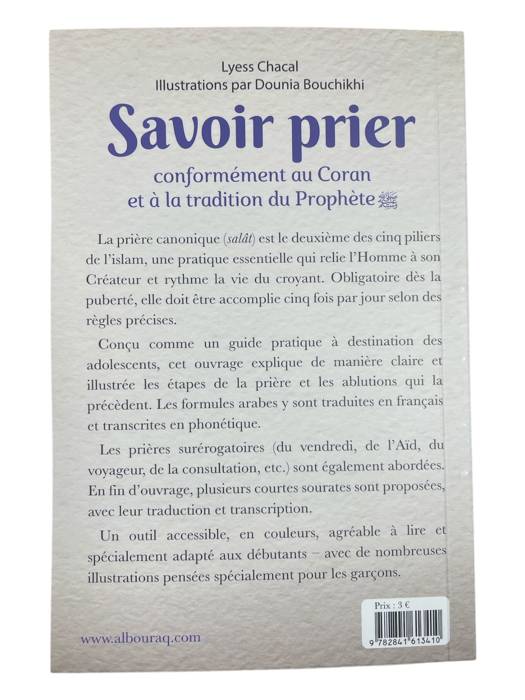 Lyess Chacal
Illustrations par Dounia Bouchikhi
Savoir prier
conformément au Coran
et à la tradition du Prophète ﷺ
La prière canonique (salât) est le deuxième des cinq piliers
de l'islam, une pratique essentielle qui relie l'Homme à son
Créateur et rythme la vie du croyant. Obligatoire dès la
puberté, elle doit être accomplie cinq fois par jour selon des
règles précises.
Conçu comme un guide pratique à destination des
adolescents, cet ouvrage explique de manière claire et
illustrée les étapes de la prière et les ablutions qui la
précèdent. Les formules arabes y sont traduites en français
et transcrites en phonétique.
Les prières surérogatoires (du vendredi, de l'Aïd, du
voyageur, de la consultation, etc.) sont également abordées.
En fin d'ouvrage, plusieurs courtes sourates sont proposées,
avec leur traduction et transcription.
Un outil accessible, en couleurs, agréable à lire et
spécialement adapté aux débutants – avec de nombreuses
illustrations pensées spécialement pour les garçons.
Prix : 3 €
9 782841 613410
www.albouraq.com